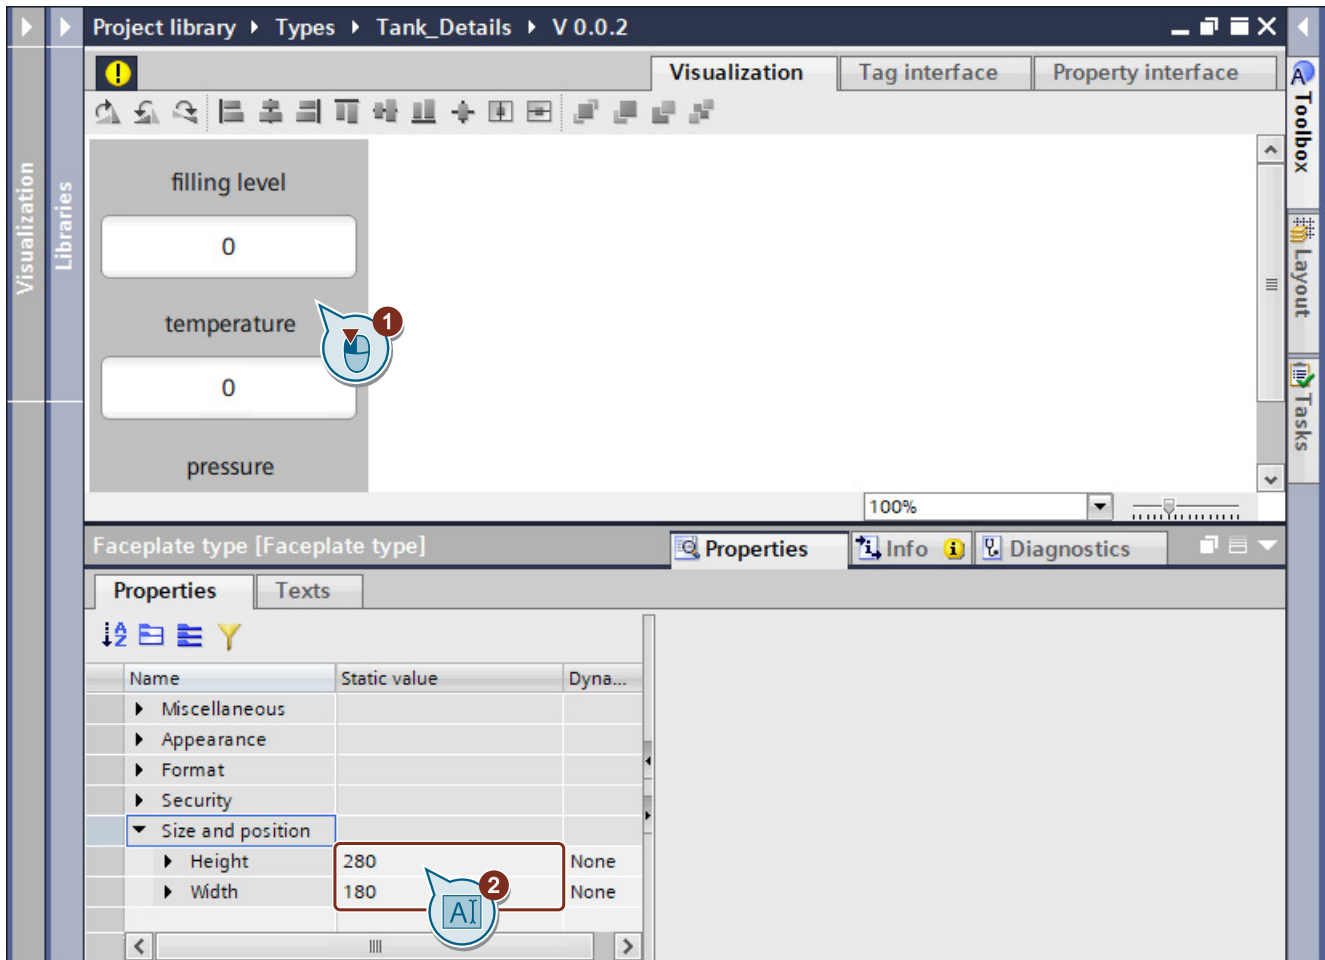 Project library ▸ Types ▸ Tank_Details ▸ V 0.0.2
Visualization
Tag interface
Property interface
Visualization
Libraries
filling level
0
temperature
1
0
pressure
100%
Toolbox
Layout
Tasks
Faceplate type [Faceplate type]
Properties
Info
Diagnostics
Properties
Texts
Name Static value Dyna...
Miscellaneous
Appearance
Format
Security
Size and position
Height 280 None
Width 180 None
2
AI